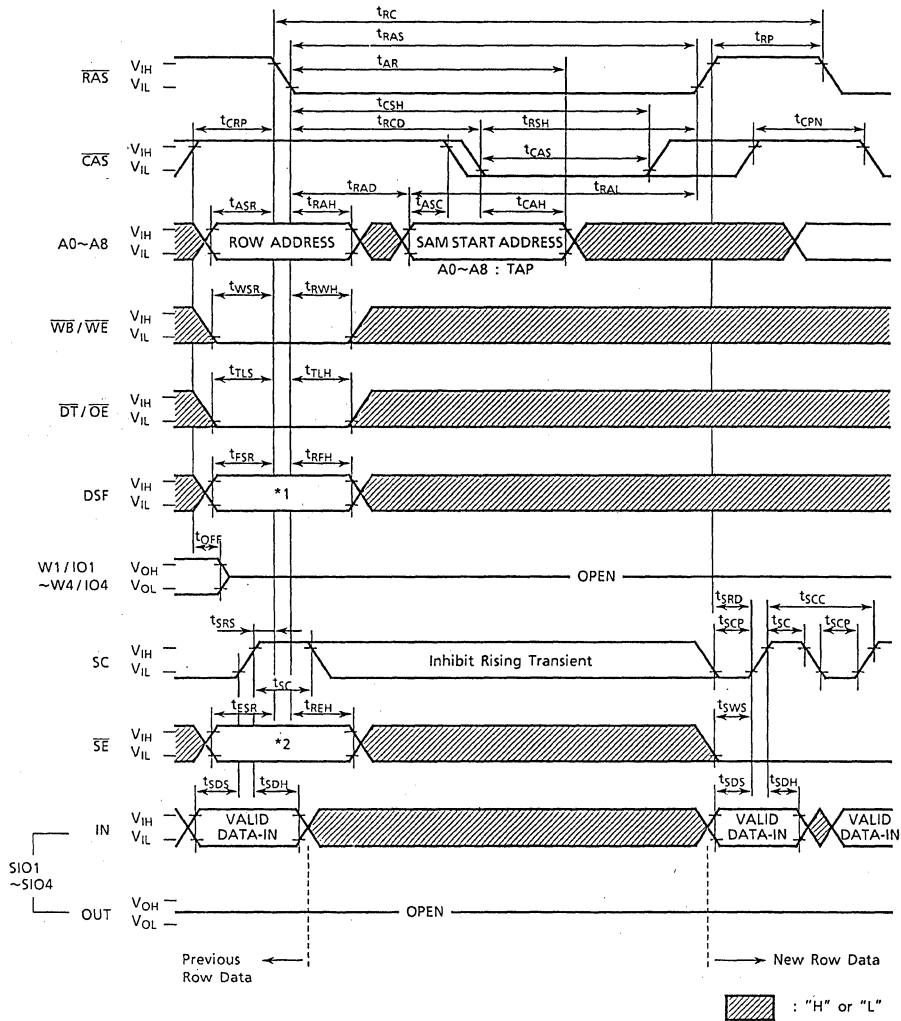 tRC
tRAS
tRP
tAR
RAS
VIH
VIL
tCSH
tCRP
tRCD
tRSH
tCPN
CAS
VIH
VIL
tCAS
tRAD
tRAL
tASR
tRAH
tASC
tCAH
A0~A8
VIH
VIL
ROW ADDRESS
SAM START ADDRESS
A0~A8 : TAP
tWSR
tRWH
WB/WE
VIH
VIL
tTLS
tTLH
DT/OE
VIH
VIL
tFSR
tRFH
DSF
VIH
VIL
*1
tOFF
W1/IO1
~W4/IO4
VOH
VOL
OPEN
tSRD
tSCC
tSRS
tSCP
tSC
tSCP
SC
VIH
VIL
Inhibit Rising Transient
tSC
tESR
tREH
tSWS
SE
VIH
VIL
*2
tSDS
tSDH
tSDS
tSDH
IN
VIH
VIL
VALID
DATA-IN
VALID
DATA-IN
VALID
DATA-IN
SIO1
~SIO4
OUT
VOH
VOL
OPEN
Previous
Row Data
New Row Data
: "H" or "L"